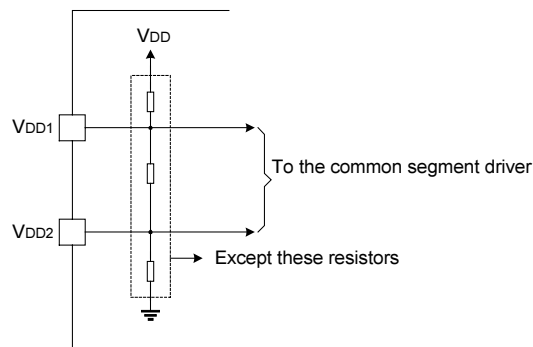 VDD
VDD1
To the common segment driver
VDD2
Except these resistors